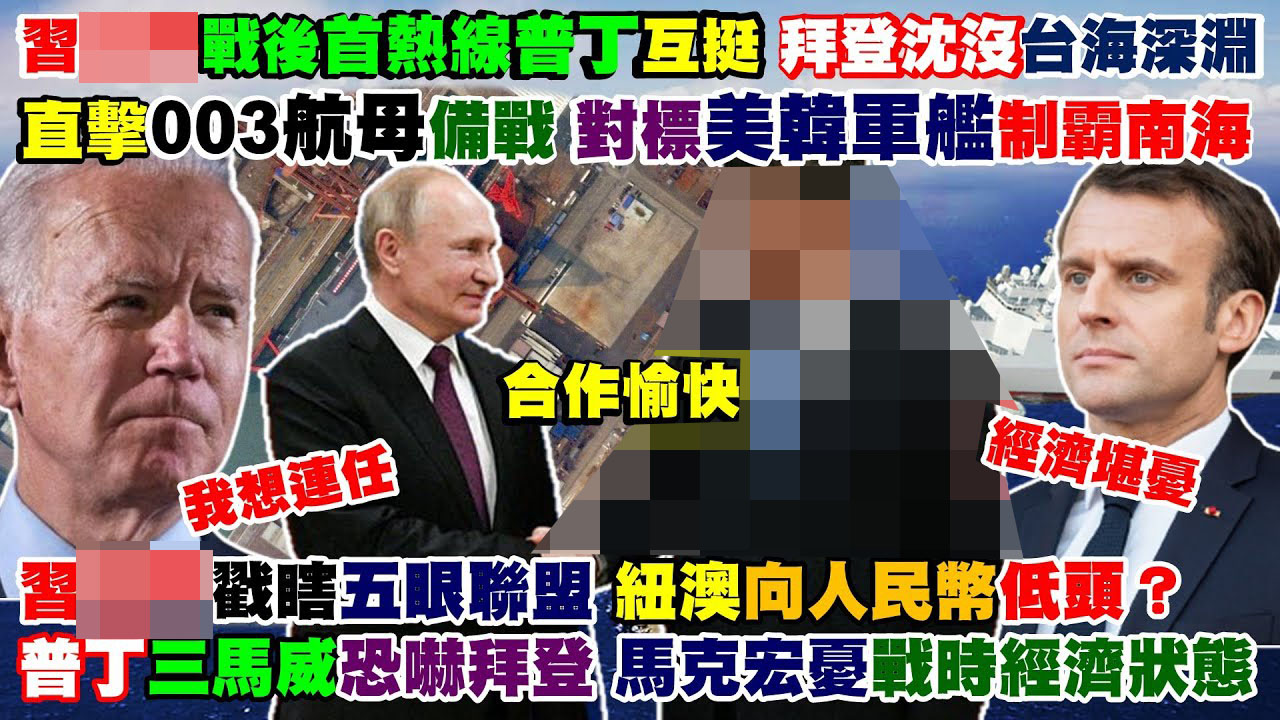 習 戰後首熱線普丁互挺 拜登沈沒台海深淵
直擊003航母備戰 對標美韓軍艦制霸南海
合作愉快
我想連任
經濟堪憂
習 戳瞎五眼聯盟 紐澳向人民幣低頭？
普丁三馬威恐嚇拜登 馬克宏憂戰時經濟狀態